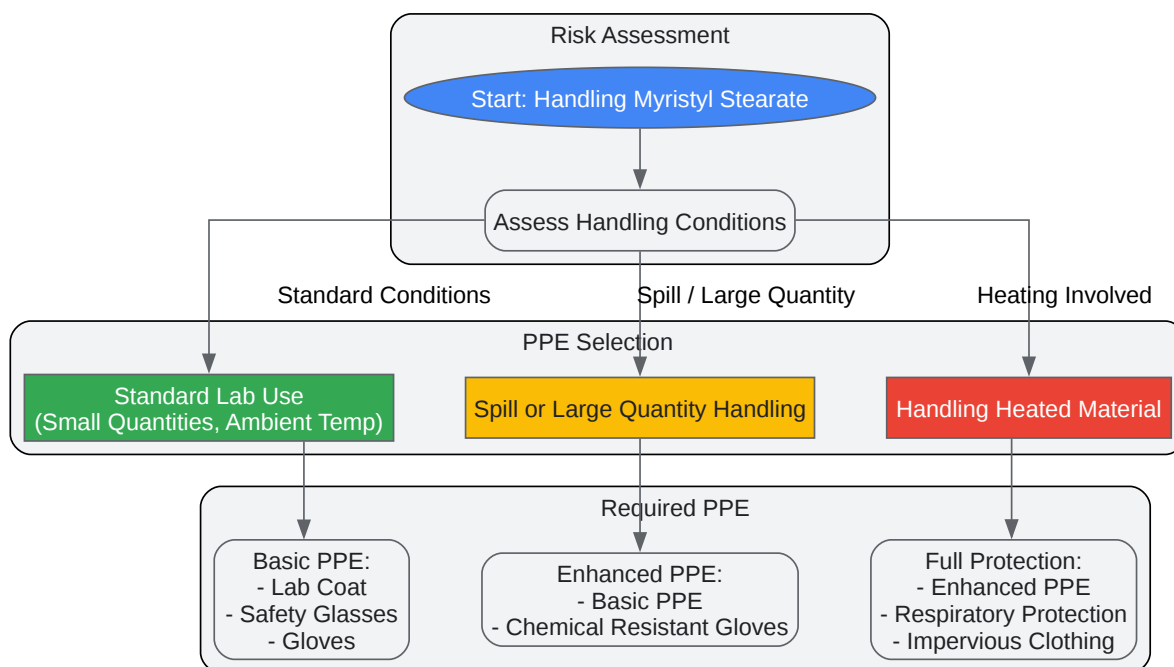 Risk Assessment
Start: Handling Myristyl Stearate
Assess Handling Conditions
Standard Conditions
Spill / Large Quantity
Heating Involved
PPE Selection
Standard Lab Use
(Small Quantities, Ambient Temp)
Spill or Large Quantity Handling
Handling Heated Material
Required PPE
Basic PPE:
- Lab Coat
- Safety Glasses
- Gloves
Enhanced PPE:
- Basic PPE
- Chemical Resistant Gloves
Full Protection:
- Enhanced PPE
- Respiratory Protection
- Impervious Clothing